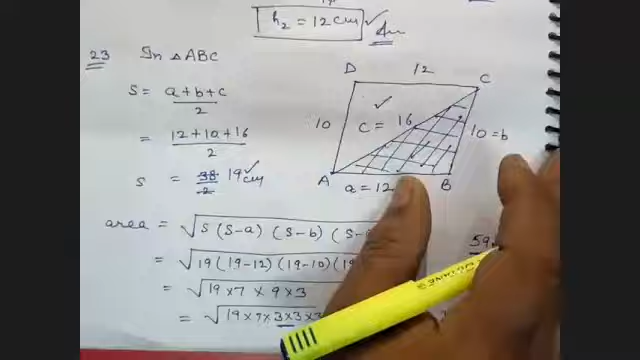 h₂ = 12 cm
Ans
23 In △ABC
S = a+b+c / 2
= 12+10+16 / 2
S = 38/2 19 cm
D 12 C
10 C = 16 10 = b
A a = 12 B
area = √S (S-a) (S-b) (S-
= √19 (19-12) (19-10) (19
= √19 × 7 × 9 × 3
= √19 × 7 × 3 × 3 × 3
59.